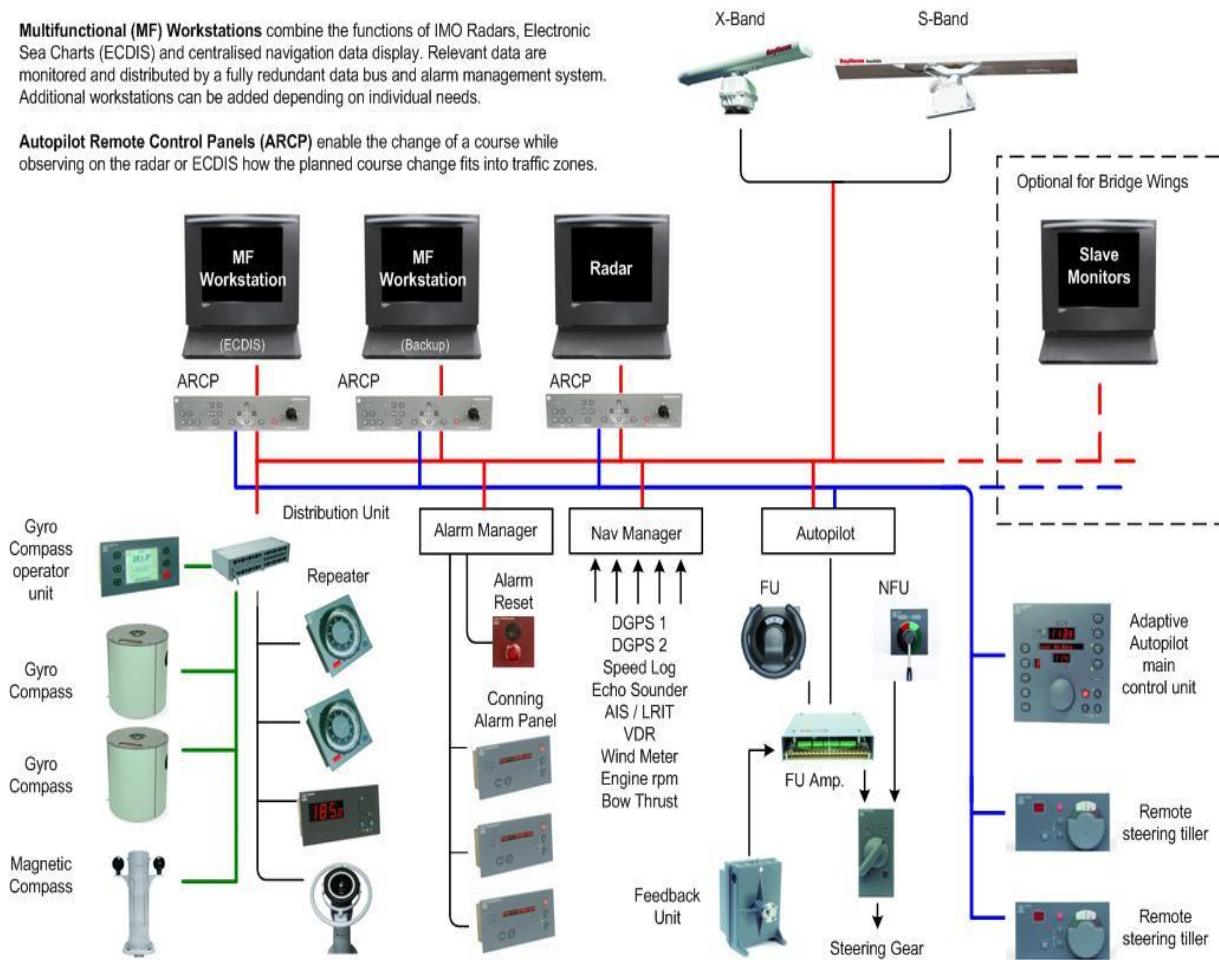 Multifunctional (MF) Workstations combine the functions of IMO Radars, Electronic
Sea Charts (ECDIS) and centralised navigation data display. Relevant data are
monitored and distributed by a fully redundant data bus and alarm management system.
Additional workstations can be added depending on individual needs.
Autopilot Remote Control Panels (ARCP) enable the change of a course while
observing on the radar or ECDIS how the planned course change fits into traffic zones.
X-Band
S-Band
Raytheon
Optional for Bridge Wings
MF
Workstation
(ECDIS)
MF
Workstation
(Backup)
Radar
Slave
Monitors
ARCP
ARCP
ARCP
Distribution Unit
Alarm Manager
Nav Manager
Autopilot
Gyro
Compass
operator
unit
Repeater
Alarm
Reset
FU
NFU
DGPS 1
DGPS 2
Speed Log
Echo Sounder
AIS / LRIT
VDR
Wind Meter
Engine rpm
Bow Thrust
Adaptive
Autopilot
main
control unit
Gyro
Compass
Conning
Alarm Panel
Gyro
Compass
FU Amp.
185.0
Remote
steering tiller
Magnetic
Compass
Feedback
Unit
Remote
steering tiller
Steering Gear